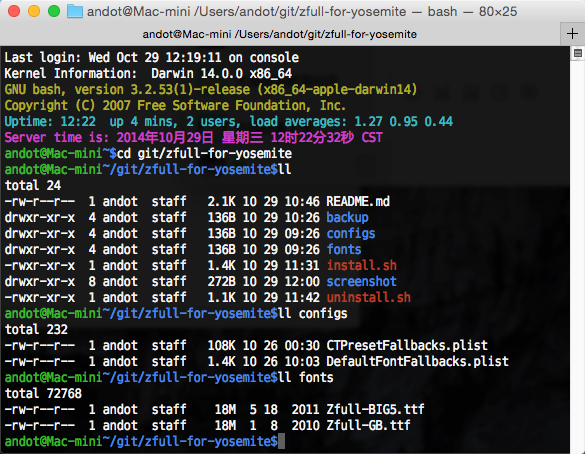 andot@Mac-mini /Users/andot/git/zfull-for-yosemite — bash — 80×25
andot@Mac-mini /Users/andot/git/zfull-for-yosemite
Last login: Wed Oct 29 12:19:11 on console
Kernel Information:  Darwin 14.0.0 x86_64
GNU bash, version 3.2.53(1)-release (x86_64-apple-darwin14)
Copyright (C) 2007 Free Software Foundation, Inc.
Uptime: 12:22  up 4 mins, 2 users, load averages: 1.27 0.95 0.44
Server time is: 2014年10月29日 星期三 12时22分32秒 CST
andot@Mac-mini~$cd git/zfull-for-yosemite
andot@Mac-mini~/git/zfull-for-yosemite$ll
total 24
-rw-r--r--  1 andot  staff   2.1K 10 29 10:46 README.md
drwxr-xr-x  4 andot  staff   136B 10 29 10:26 backup
drwxr-xr-x  4 andot  staff   136B 10 29 09:26 configs
drwxr-xr-x  4 andot  staff   136B 10 29 09:26 fonts
-rwxr-xr-x  1 andot  staff   1.4K 10 29 11:31 install.sh
drwxr-xr-x  8 andot  staff   272B 10 29 12:00 screenshot
-rwxr-xr-x  1 andot  staff   1.1K 10 29 11:42 uninstall.sh
andot@Mac-mini~/git/zfull-for-yosemite$ll configs
total 232
-rw-r--r--  1 andot  staff   108K 10 26 00:30 CTPresetFallbacks.plist
-rw-r--r--  1 andot  staff   1.4K 10 26 10:03 DefaultFontFallbacks.plist
andot@Mac-mini~/git/zfull-for-yosemite$ll fonts
total 72768
-rw-r--r--  1 andot  staff    18M  5 18  2011 Zfull-BIG5.ttf
-rw-r--r--  1 andot  staff    18M  1  8  2010 Zfull-GB.ttf
andot@Mac-mini~/git/zfull-for-yosemite$